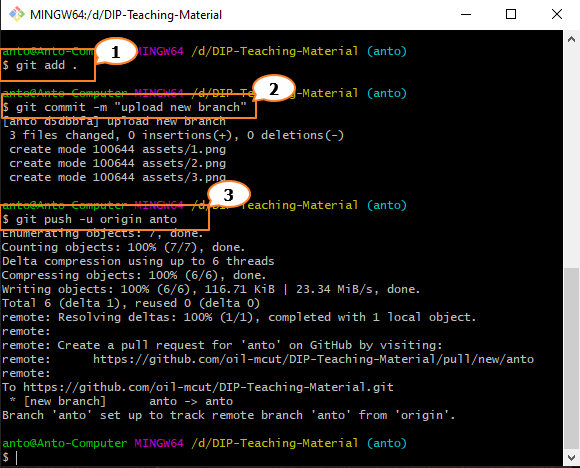 MINGW64:/d/DIP-Teaching-Material
1
anto@Anto-Computer MINGW64 /d/DIP-Teaching-Material (anto)
$ git add .
2
anto@Anto-Computer MINGW64 /d/DIP-Teaching-Material (anto)
$ git commit -m "upload new branch"
[anto d5dbbfa] upload new branch
3 files changed, 0 insertions(+), 0 deletions(-)
create mode 100644 assets/1.png
create mode 100644 assets/2.png
create mode 100644 assets/3.png
3
anto@Anto-Computer MINGW64 /d/DIP-Teaching-Material (anto)
$ git push -u origin anto
Enumerating objects: 7, done.
Counting objects: 100% (7/7), done.
Delta compression using up to 6 threads
Compressing objects: 100% (6/6), done.
Writing objects: 100% (6/6), 116.71 KiB | 23.34 MiB/s, done.
Total 6 (delta 1), reused 0 (delta 0)
remote: Resolving deltas: 100% (1/1), completed with 1 local object.
remote:
remote: Create a pull request for 'anto' on GitHub by visiting:
remote:      https://github.com/oil-mcut/DIP-Teaching-Material/pull/new/anto
remote:
To https://github.com/oil-mcut/DIP-Teaching-Material.git
* [new branch]      anto -> anto
Branch 'anto' set up to track remote branch 'anto' from 'origin'.
anto@Anto-Computer MINGW64 /d/DIP-Teaching-Material (anto)
$